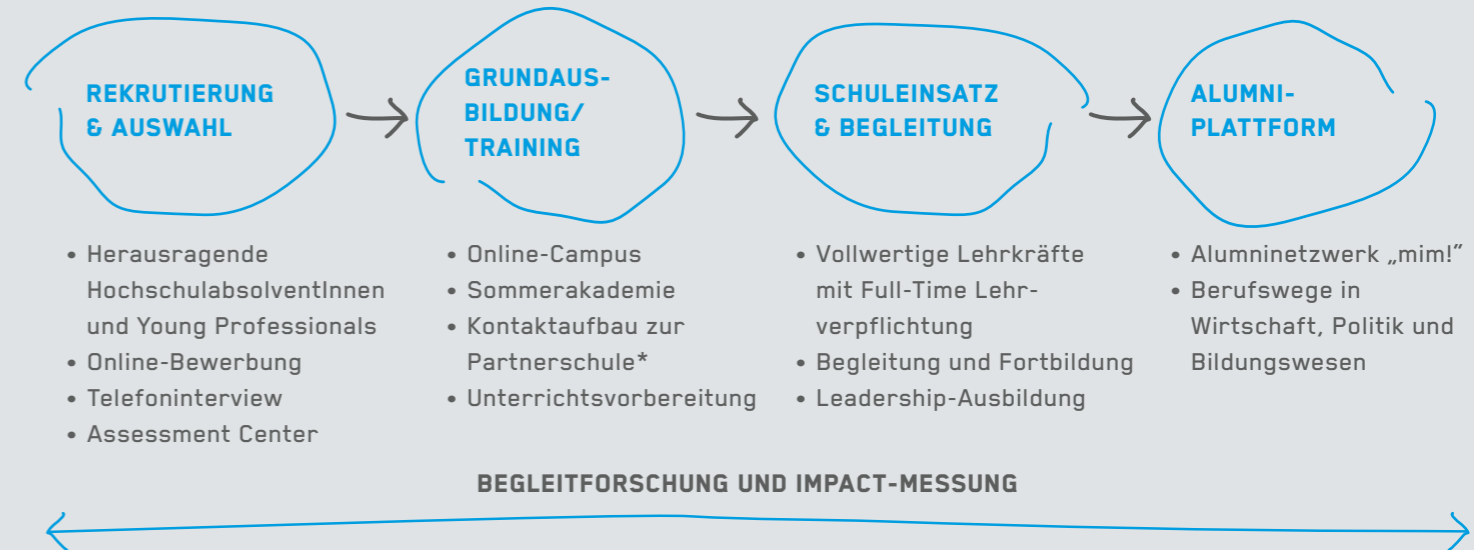 REKRUTIERUNG
& AUSWAHL
• Herausragende
HochschulabsolventInnen
und Young Professionals
• Online-Bewerbung
• Telefoninterview
• Assessment Center
GRUNDAUS-
BILDUNG/
TRAINING
• Online-Campus
• Sommerakademie
• Kontaktaufbau zur
Partnerschule*
• Unterrichtsvorbereitung
SCHULEINSATZ
& BEGLEITUNG
• Vollwertige Lehrkräfte
mit Full-Time Lehr-
verpflichtung
• Begleitung und Fortbildung
• Leadership-Ausbildung
ALUMNI-
PLATTFORM
• Alumninetzwerk „mim!“
• Berufswege in
Wirtschaft, Politik und
Bildungswesen
BEGLEITFORSCHUNG UND IMPACT-MESSUNG